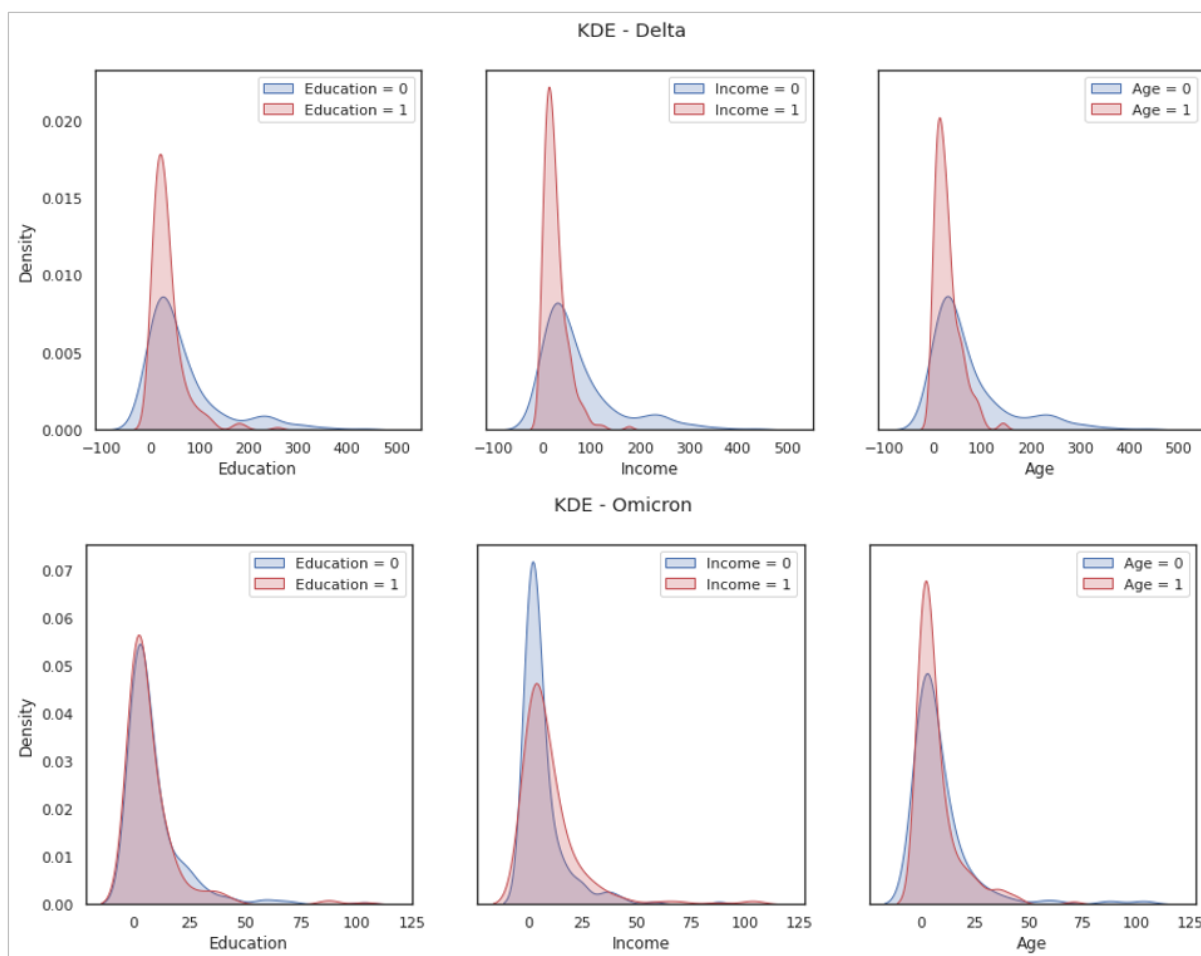 KDE - Delta
Education = 0
Education = 1
Income = 0
Income = 1
Age = 0
Age = 1
0.020
0.015
0.010
0.005
0.000
Density
−100 0 100 200 300 400 500
−100 0 100 200 300 400 500
−100 0 100 200 300 400 500
Education
Income
Age
KDE - Omicron
Education = 0
Education = 1
Income = 0
Income = 1
Age = 0
Age = 1
0.07
0.06
0.05
0.04
0.03
0.02
0.01
0.00
Density
0 25 50 75 100 125
0 25 50 75 100 125
0 25 50 75 100 125
Education
Income
Age